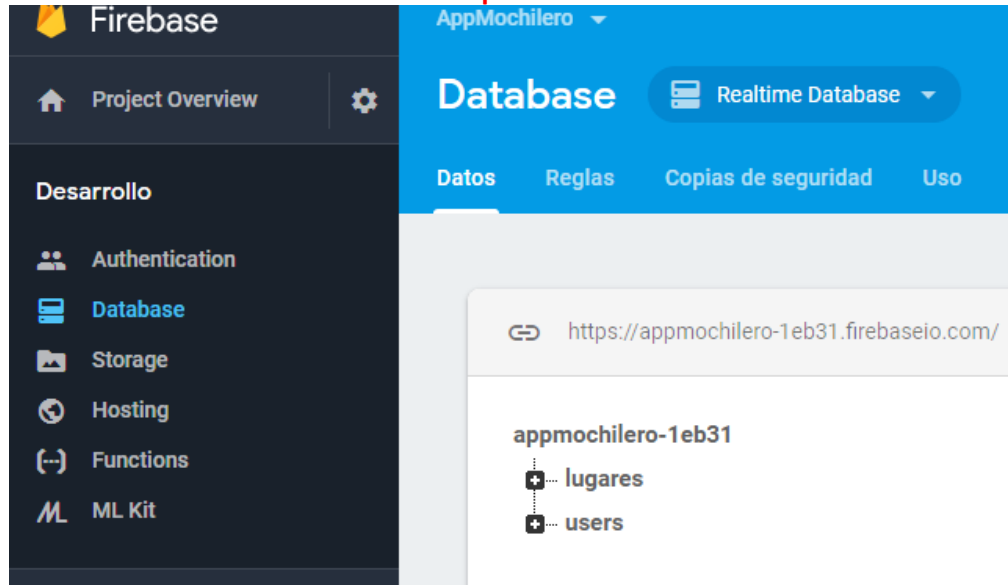 Firebase
Project Overview
Desarrollo
Authentication
Database
Storage
Hosting
Functions
ML Kit
AppMochilero
Database
Realtime Database
Datos
Reglas
Copias de seguridad
Uso
https://appmochilero-1eb31.firebaseio.com/
appmochilero-1eb31
lugares
users